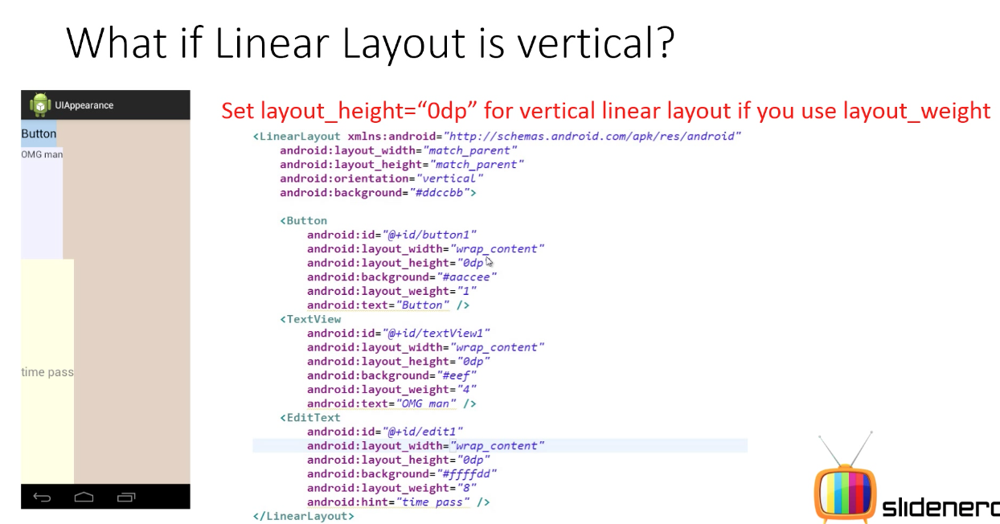 What if Linear Layout is vertical?
UIAppearance
Button
OMG man
time pass
Set layout_height=“0dp” for vertical linear layout if you use layout_weight
<LinearLayout xmlns:android="http://schemas.android.com/apk/res/android"
android:layout_width="match_parent"
android:layout_height="match_parent"
android:orientation="vertical"
android:background="#ddccbb">
<Button
android:id="@+id/button1"
android:layout_width="wrap_content"
android:layout_height="0dp"
android:background="#aaccee"
android:layout_weight="1"
android:text="Button" />
<TextView
android:id="@+id/textView1"
android:layout_width="wrap_content"
android:layout_height="0dp"
android:background="#eef"
android:layout_weight="4"
android:text="OMG man" />
<EditText
android:id="@+id/edit1"
android:layout_width="wrap_content"
android:layout_height="0dp"
android:background="#ffffdd"
android:layout_weight="8"
android:hint="time pass" />
</LinearLayout>
slidenerd